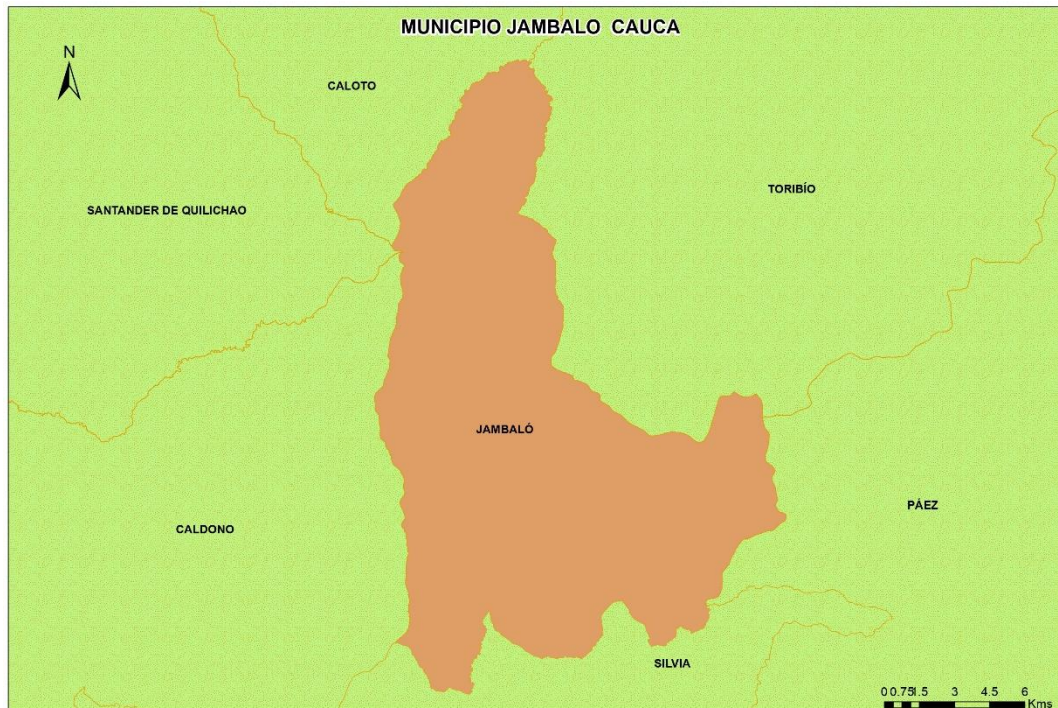 MUNICIPIO JAMBALO CAUCA
N
CALOTO
TORIBÍO
SANTANDER DE QUILICHAO
JAMBALÓ
PÁEZ
CALDONO
SILVIA
0 0.75 1.5 3 4.5 6
Kms